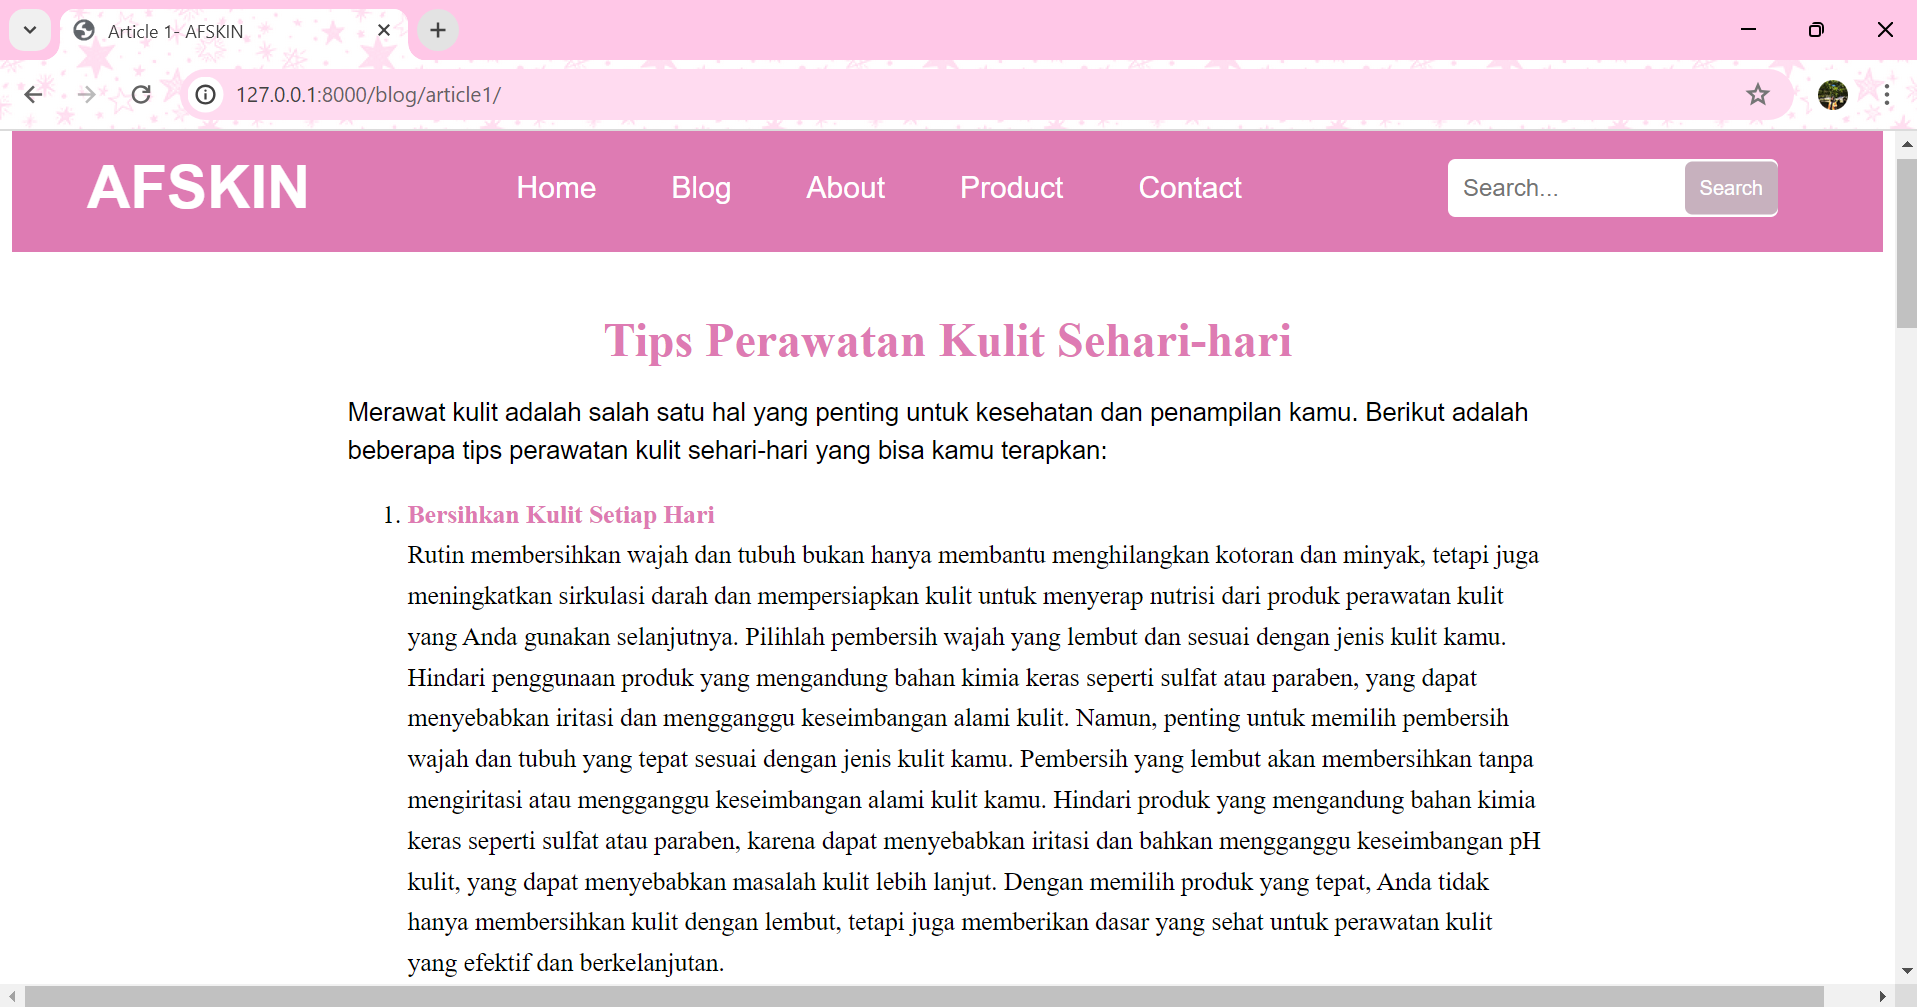 Article 1- AFSKIN
127.0.0.1:8000/blog/article1/
AFSKIN Home Blog About Product Contact Search... Search
Tips Perawatan Kulit Sehari-hari
Merawat kulit adalah salah satu hal yang penting untuk kesehatan dan penampilan kamu. Berikut adalah
beberapa tips perawatan kulit sehari-hari yang bisa kamu terapkan:
1. Bersihkan Kulit Setiap Hari
Rutin membersihkan wajah dan tubuh bukan hanya membantu menghilangkan kotoran dan minyak, tetapi juga
meningkatkan sirkulasi darah dan mempersiapkan kulit untuk menyerap nutrisi dari produk perawatan kulit
yang Anda gunakan selanjutnya. Pilihlah pembersih wajah yang lembut dan sesuai dengan jenis kulit kamu.
Hindari penggunaan produk yang mengandung bahan kimia keras seperti sulfat atau paraben, yang dapat
menyebabkan iritasi dan mengganggu keseimbangan alami kulit. Namun, penting untuk memilih pembersih
wajah dan tubuh yang tepat sesuai dengan jenis kulit kamu. Pembersih yang lembut akan membersihkan tanpa
mengiritasi atau mengganggu keseimbangan alami kulit kamu. Hindari produk yang mengandung bahan kimia
keras seperti sulfat atau paraben, karena dapat menyebabkan iritasi dan bahkan mengganggu keseimbangan pH
kulit, yang dapat menyebabkan masalah kulit lebih lanjut. Dengan memilih produk yang tepat, Anda tidak
hanya membersihkan kulit dengan lembut, tetapi juga memberikan dasar yang sehat untuk perawatan kulit
yang efektif dan berkelanjutan.